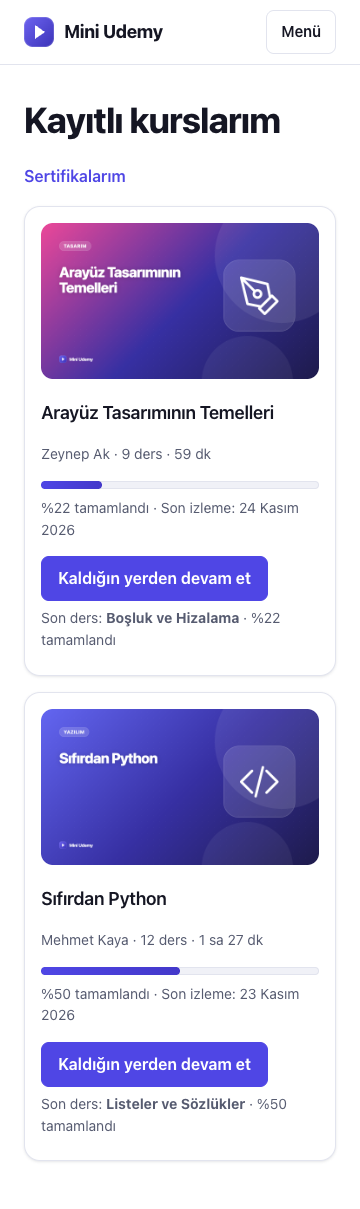 Mini Udemy
Menü
Kayıtlı kurslarım
Sertifikalarım
TASARIM
Arayüz Tasarımının
Temelleri
Mini Udemy
Arayüz Tasarımının Temelleri
Zeynep Ak · 9 ders · 59 dk
%22 tamamlandı · Son izleme: 24 Kasım
2026
Kaldığın yerden devam et
Son ders: Boşluk ve Hizalama · %22
tamamlandı
YAZILIM
Sıfırdan Python
Mini Udemy
Sıfırdan Python
Mehmet Kaya · 12 ders · 1 sa 27 dk
%50 tamamlandı · Son izleme: 23 Kasım
2026
Kaldığın yerden devam et
Son ders: Listeler ve Sözlükler · %50
tamamlandı